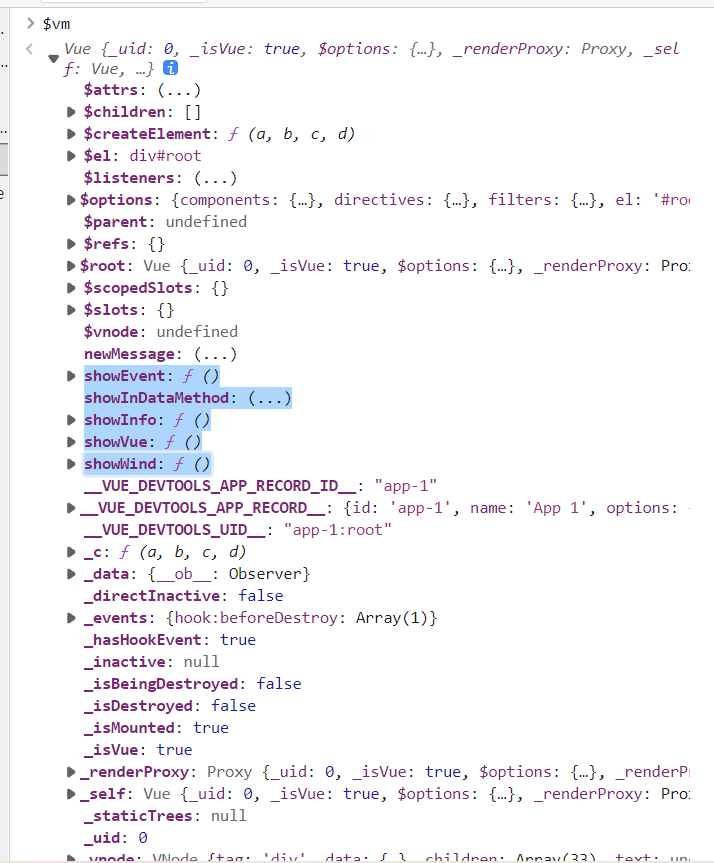 $vm
Vue {_uid: 0, _isVue: true, $options: {…}, _renderProxy: Proxy, _sel
f: Vue, …}
$attrs: (...)
$children: []
$createElement: ƒ (a, b, c, d)
$el: div#root
$listeners: (...)
$options: {components: {…}, directives: {…}, filters: {…}, el: '#roo
$parent: undefined
$refs: {}
$root: Vue {_uid: 0, _isVue: true, $options: {…}, _renderProxy: Prox
$scopedSlots: {}
$slots: {}
$vnode: undefined
newMessage: (...)
showEvent: ƒ ()
showInDataMethod: (...)
showInfo: ƒ ()
showVue: ƒ ()
showWind: ƒ ()
__VUE_DEVTOOLS_APP_RECORD_ID__: "app-1"
__VUE_DEVTOOLS_APP_RECORD__: {id: 'app-1', name: 'App 1', options:
__VUE_DEVTOOLS_UID__: "app-1:root"
_c: ƒ (a, b, c, d)
_data: {__ob__: Observer}
_directInactive: false
_events: {hook:beforeDestroy: Array(1)}
_hasHookEvent: true
_inactive: null
_isBeingDestroyed: false
_isDestroyed: false
_isMounted: true
_isVue: true
_renderProxy: Proxy {_uid: 0, _isVue: true, $options: {…}, _renderPr
_self: Vue {_uid: 0, _isVue: true, $options: {…}, _renderProxy: Prox
_staticTrees: null
_uid: 0
_vnode: VNode {tag: 'div', data: {…}, children: Array(33), text: und